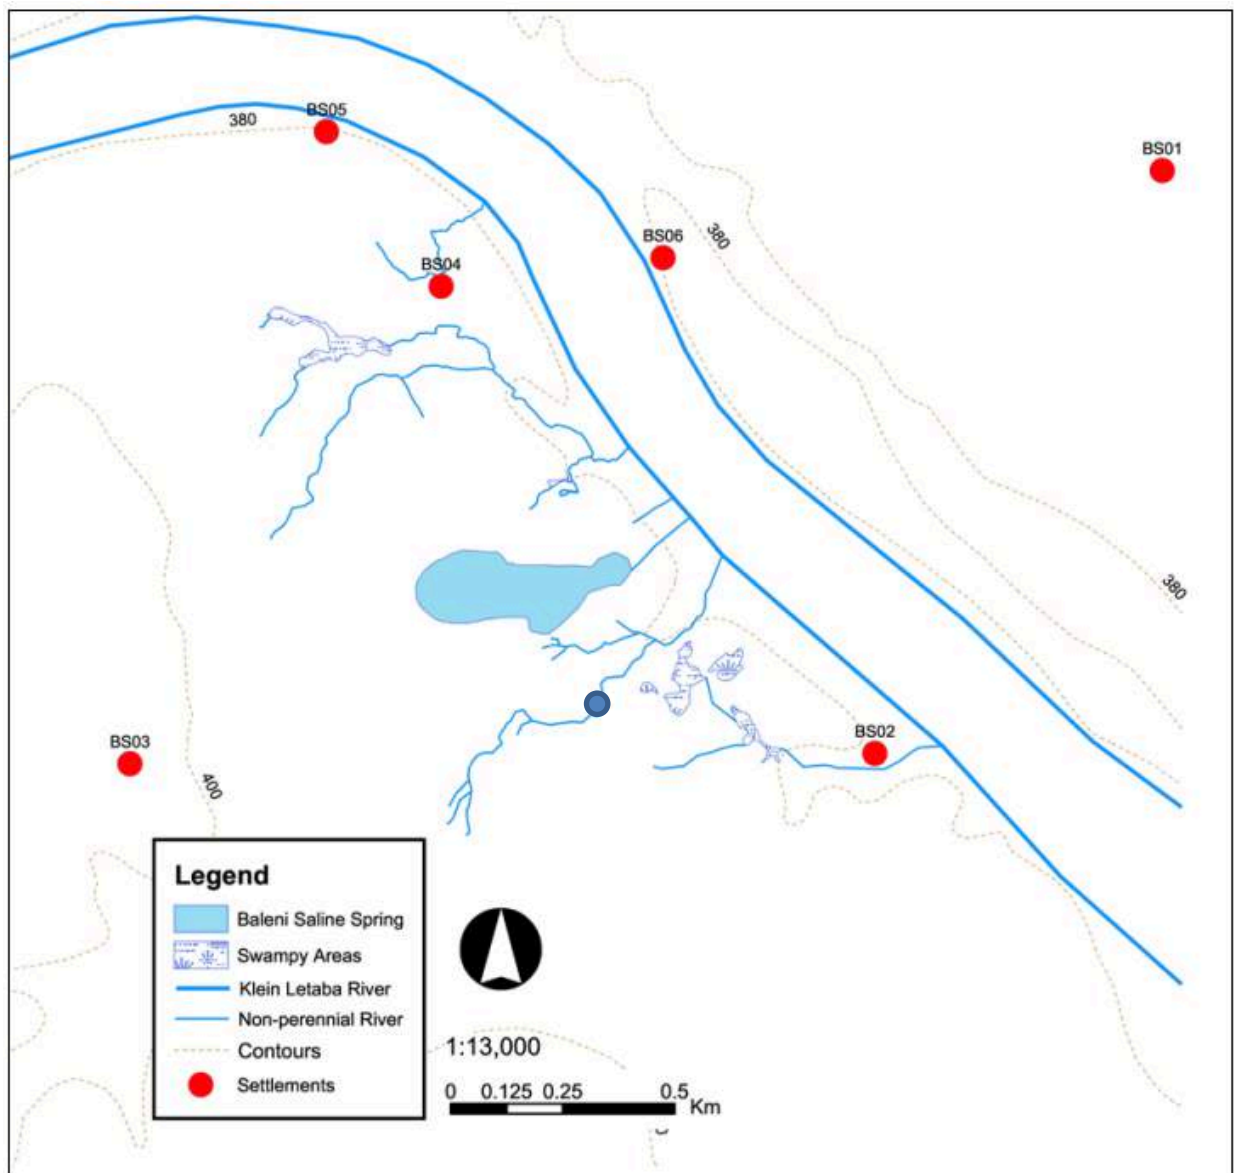 BS05
380
BS01
BS06
380
BS04
380
BS02
BS03
400
Legend
Baleni Saline Spring
Swampy Areas
Klein Letaba River
Non-perennial River
Contours
Settlements
1:13,000
0 0.125 0.25 0.5
Km